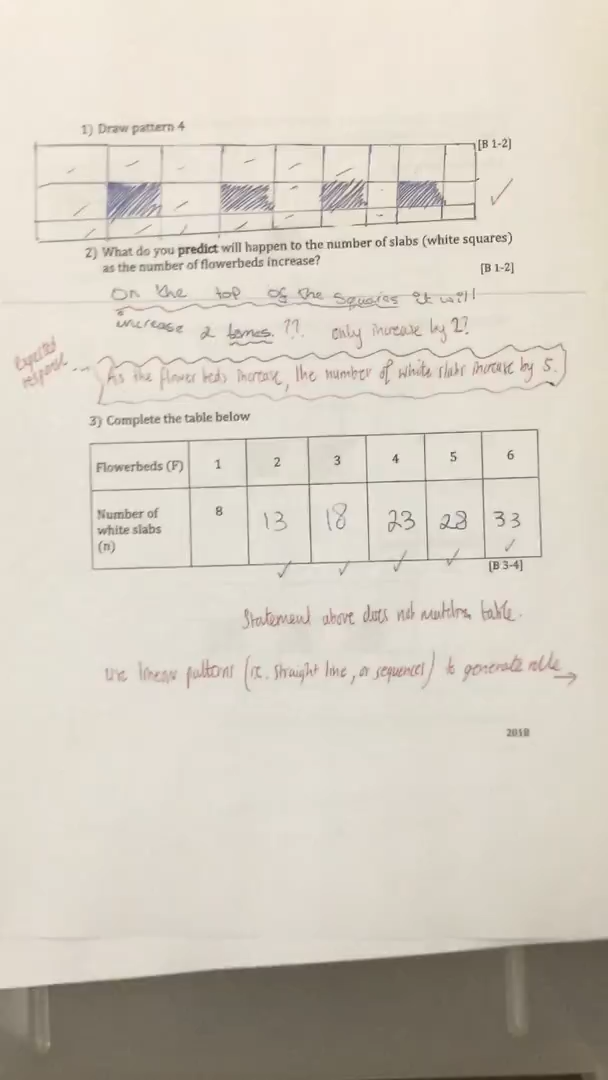 1) Draw pattern 4
[B 1-2]
2) What do you predict will happen to the number of slabs (white squares)
as the number of flowerbeds increase?
[B 1-2]
On the top of the squares it will
increase 2 tames. ?? only increase by 2?
Expected
response
As the flower beds increase, the number of white slabs increase by 5.
3) Complete the table below
Flowerbeds (F) 1 2 3 4 5 6
Number of
white slabs
(n)
8 13 18 23 28 33
[B 3-4]
Statement above does not match table.
use linear patterns (ie. straight line, or sequences) to generate rule
2018